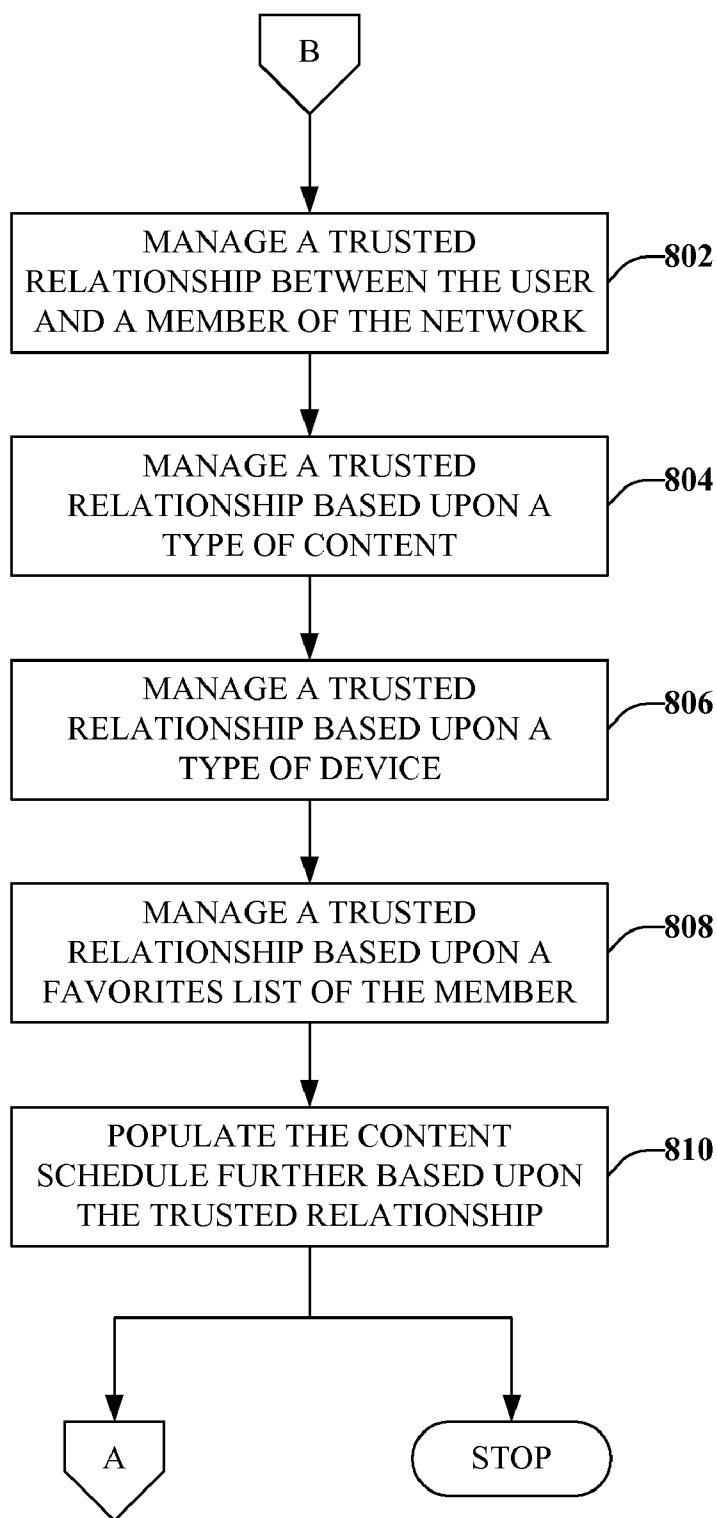 B
MANAGE A TRUSTED
RELATIONSHIP BETWEEN THE USER
AND A MEMBER OF THE NETWORK
802
MANAGE A TRUSTED
RELATIONSHIP BASED UPON A
TYPE OF CONTENT
804
MANAGE A TRUSTED
RELATIONSHIP BASED UPON A
TYPE OF DEVICE
806
MANAGE A TRUSTED
RELATIONSHIP BASED UPON A
FAVORITES LIST OF THE MEMBER
808
POPULATE THE CONTENT
SCHEDULE FURTHER BASED UPON
THE TRUSTED RELATIONSHIP
810
A
STOP